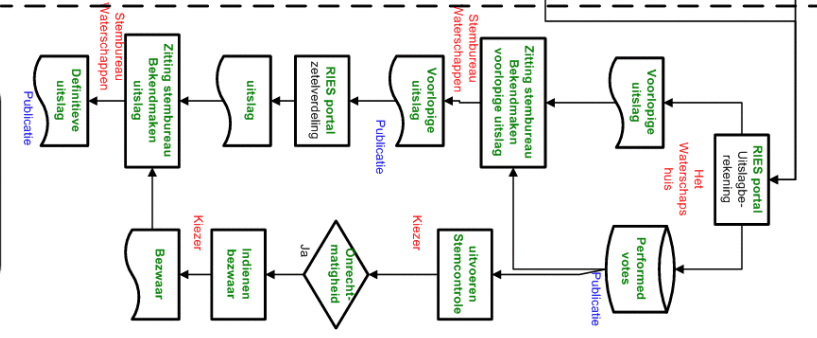 RIES portal
Uitslagbe-
rekening
Het
Waterschaps
huis
Voorlopige
uitslag
Performed
votes
Publicatie
Zitting stembureau
Bekendmaken
voorlopige uitslag
Stembureau
Waterschappen
uitvoeren
Stemcontrole
Kiezer
Voorlopige
uitslag
Publicatie
Onrecht-
matigheid
Ja
RIES portal
zetelverdeling
uitslag
Indienen
bezwaar
Kiezer
Bezwaar
Zitting stembureau
Bekendmaken
uitslag
Stembureau
Waterschappen
Definitieve
uitslag
Publicatie